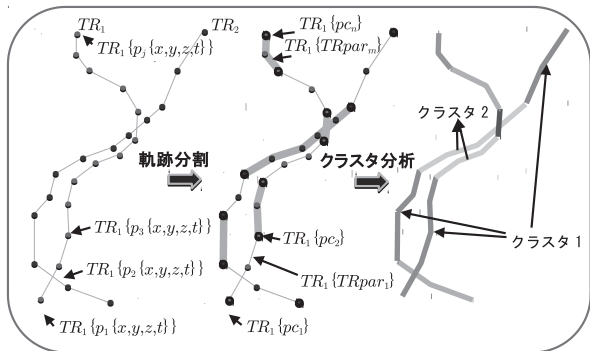 TR₁
TR₂
TR₁{p_j{x,y,z,t}}
TR₁{p₃{x,y,z,t}}
TR₁{p₂{x,y,z,t}}
TR₁{p₁{x,y,z,t}}
軌跡分割
TR₁{pc_n}
TR₁{TRpar_m}
TR₁{pc₂}
TR₁{TRpar₁}
TR₁{pc₁}
クラスタ分析
クラスタ2
クラスタ1